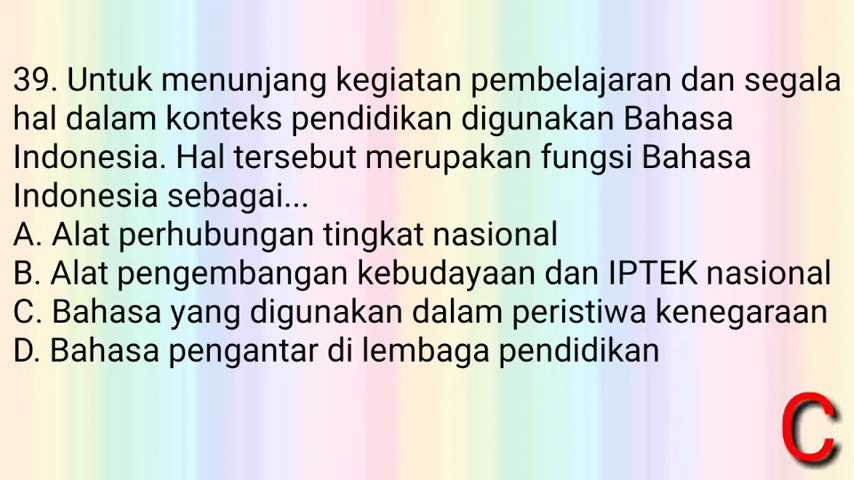 39. Untuk menunjang kegiatan pembelajaran dan segala
hal dalam konteks pendidikan digunakan Bahasa
Indonesia. Hal tersebut merupakan fungsi Bahasa
Indonesia sebagai...
A. Alat perhubungan tingkat nasional
B. Alat pengembangan kebudayaan dan IPTEK nasional
C. Bahasa yang digunakan dalam peristiwa kenegaraan
D. Bahasa pengantar di lembaga pendidikan
C